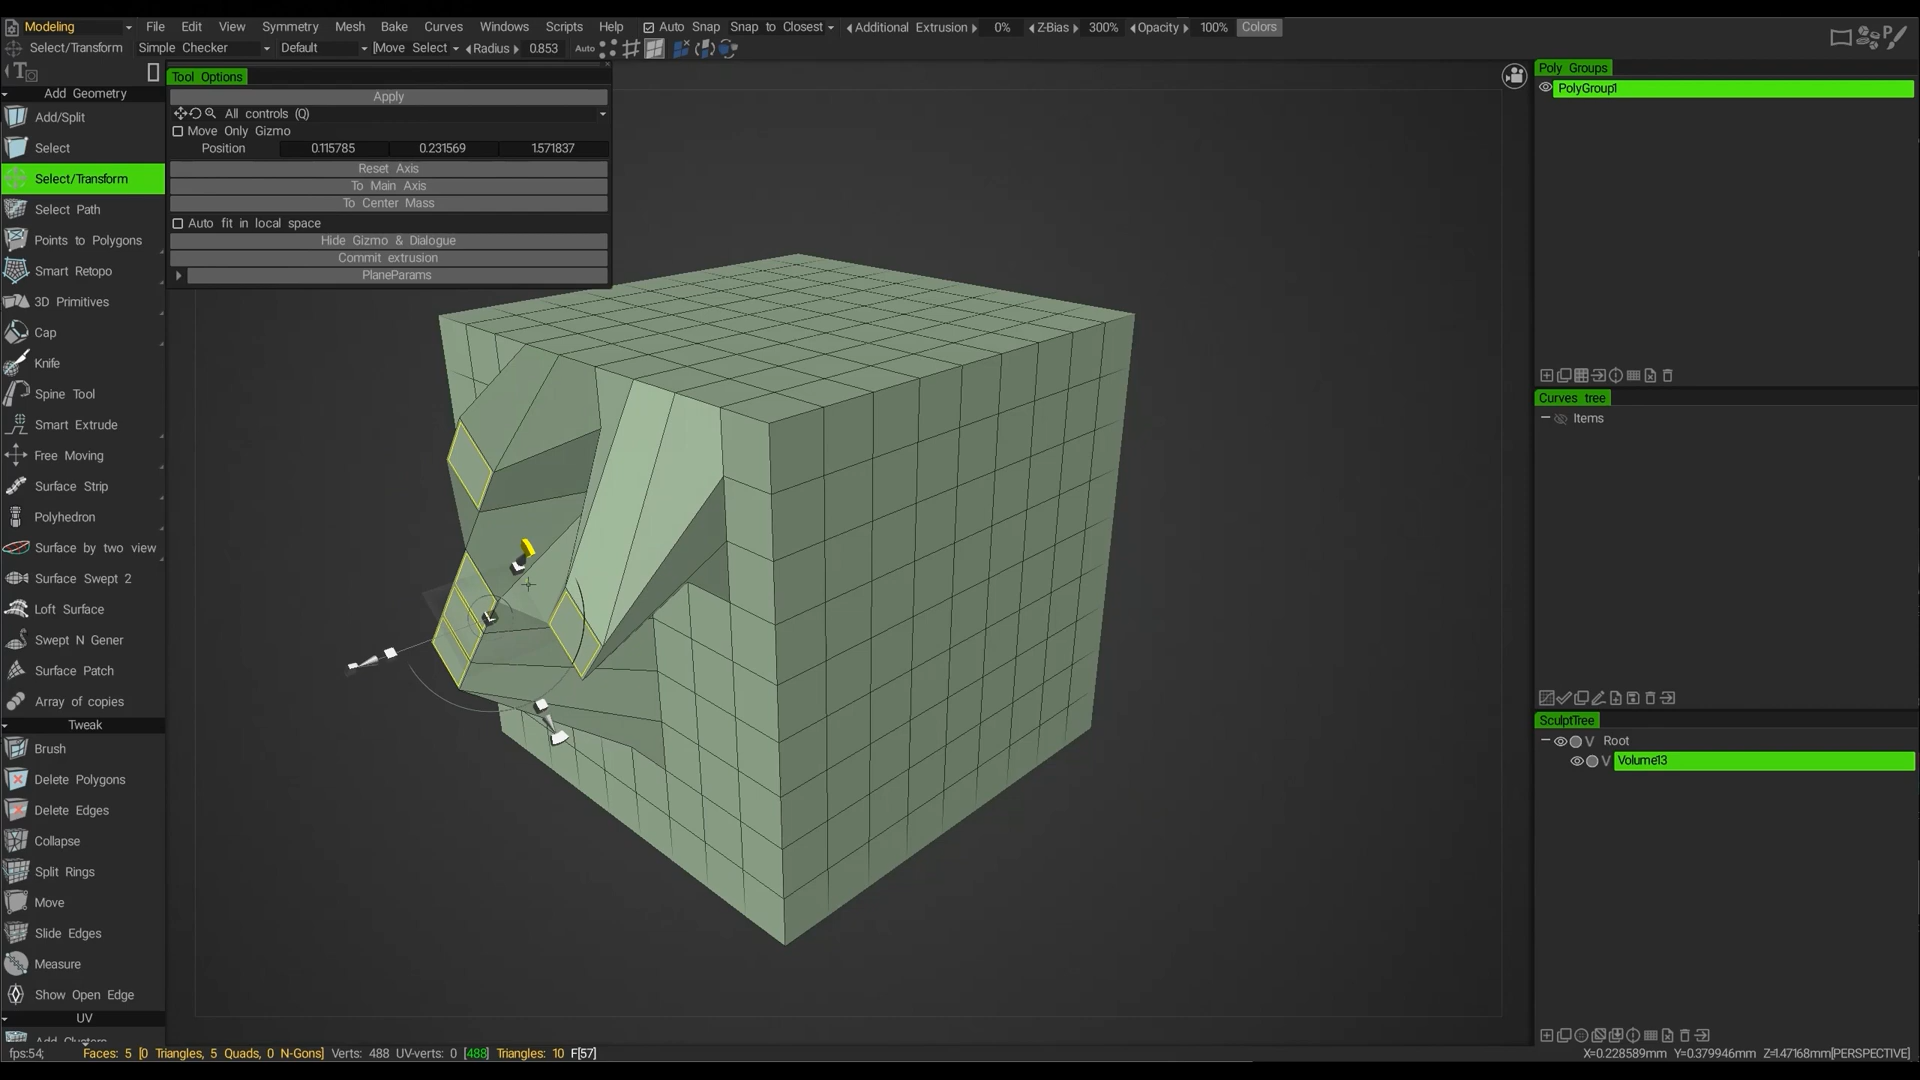 Modeling File Edit View Symmetry Mesh Bake Curves Windows Scripts Help Auto Snap Snap to Closest Additional Extrusion 0% Z-Bias 300% Opacity 100% Colors
Select/Transform Simple Checker Default [Move Select Radius 0.853 Auto
Tool Options
Apply
All controls (Q)
Move Only Gizmo
Position 0.115785 0.231569 1.571837
Reset Axis
To Main Axis
To Center Mass
Auto fit in local space
Hide Gizmo & Dialogue
Commit extrusion
PlaneParams
Add Geometry
Add/Split
Select
Select/Transform
Select Path
Points to Polygons
Smart Retopo
3D Primitives
Cap
Knife
Spine Tool
Smart Extrude
Free Moving
Surface Strip
Polyhedron
Surface by two view
Surface Swept 2
Loft Surface
Swept N Gener
Surface Patch
Array of copies
Tweak
Brush
Delete Polygons
Delete Edges
Collapse
Split Rings
Move
Slide Edges
Measure
Show Open Edge
UV
Add Clusters
Poly Groups
PolyGroup1
Curves tree
Items
SculptTree
V Root
V Volume13
fps:54; Faces: 5 [0 Triangles, 5 Quads, 0 N-Gons] Verts: 488 UV-verts: 0 [488] Triangles: 10 F[57] X=0.228589mm Y=0.379946mm Z=1.47168mm[PERSPECTIVE]